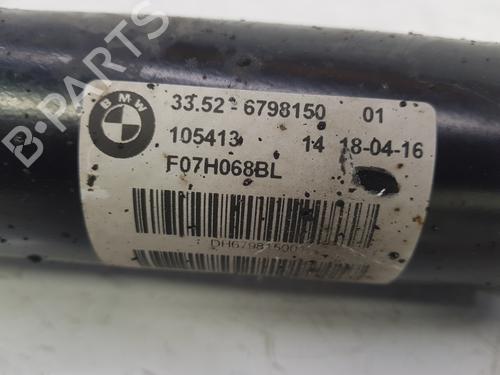 BMW
33.52 - 6798150 01
105413 14 18-04-16
F07H068BL
B-PARTS